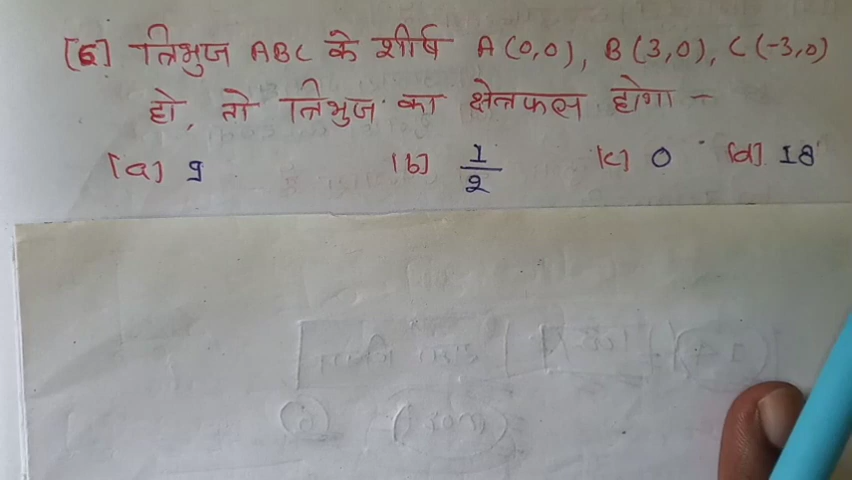 [6] त्रिभुज ABC के शीर्ष A (0,0), B (3,0), C (-3,0)
हो, तो त्रिभुज का क्षेत्रफल होगा -
[a] 9 [b] 1/2 [c] 0 [d] 18